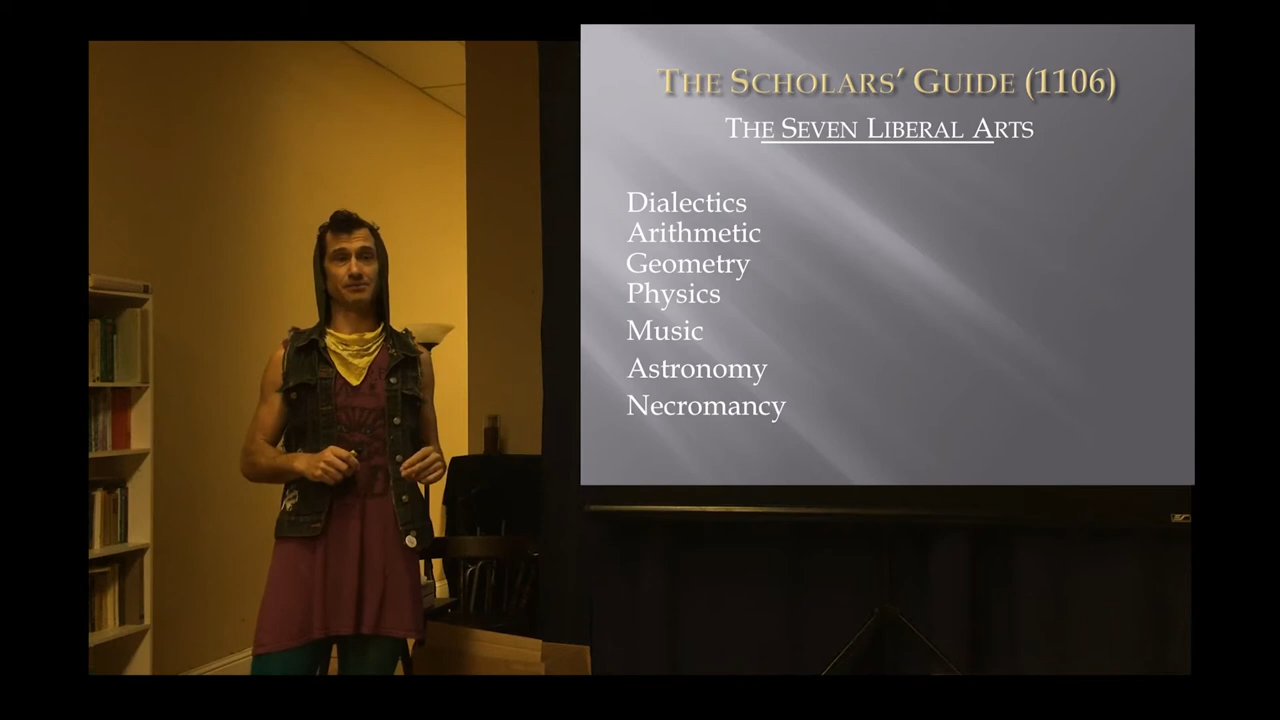 THE SCHOLARS' GUIDE (1106)
THE SEVEN LIBERAL ARTS
Dialectics
Arithmetic
Geometry
Physics
Music
Astronomy
Necromancy